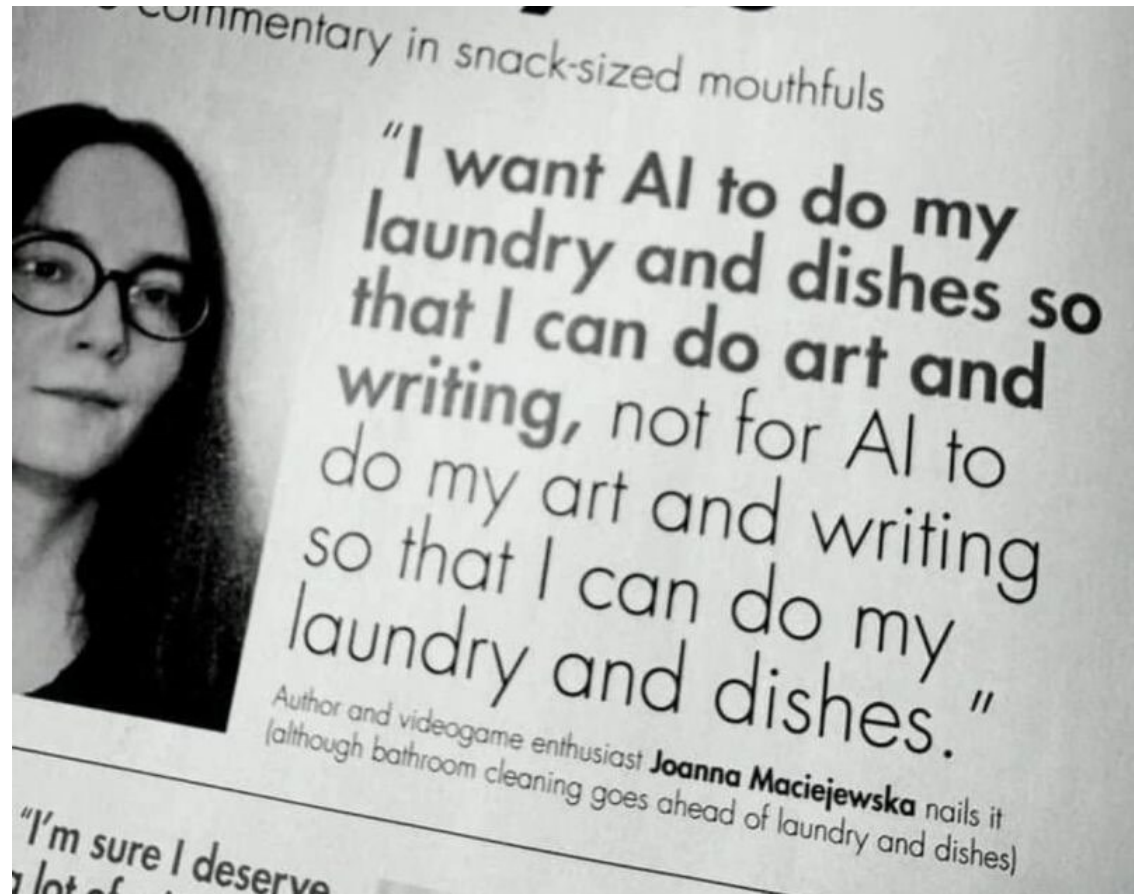 commentary in snack-sized mouthfuls
"I want AI to do my
laundry and dishes so
that I can do art and
writing, not for AI to
do my art and writing
so that I can do my
laundry and dishes."
Author and videogame enthusiast Joanna Maciejewska nails it
(although bathroom cleaning goes ahead of laundry and dishes)
"I'm sure I deserve
a lot of